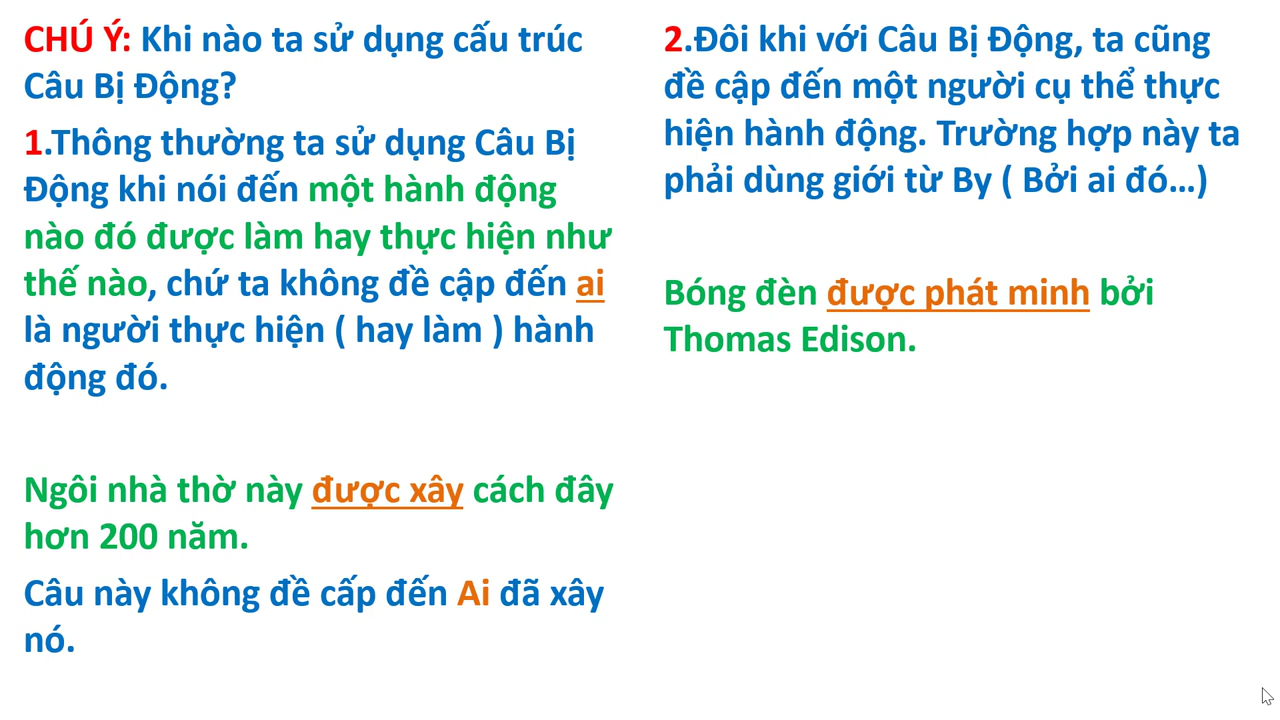 CHÚ Ý: Khi nào ta sử dụng cấu trúc
Câu Bị Động?
1.Thông thường ta sử dụng Câu Bị
Động khi nói đến một hành động
nào đó được làm hay thực hiện như
thế nào, chứ ta không đề cập đến ai
là người thực hiện ( hay làm ) hành
động đó.
Ngôi nhà thờ này được xây cách đây
hơn 200 năm.
Câu này không đề cấp đến Ai đã xây
nó.
2.Đôi khi với Câu Bị Động, ta cũng
đề cập đến một người cụ thể thực
hiện hành động. Trường hợp này ta
phải dùng giới từ By ( Bởi ai đó...)
Bóng đèn được phát minh bởi
Thomas Edison.